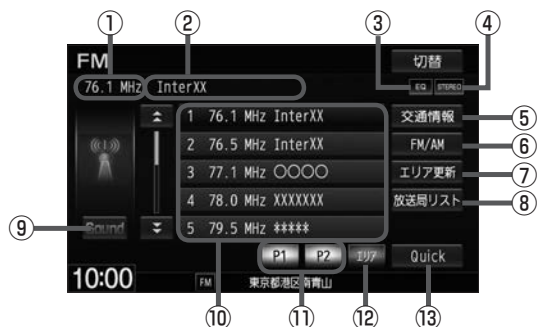 ① ② ③ ④
FM 切替
76.1 MHz InterXX EQ STEREO
1 76.1 MHz InterXX 交通情報 ⑤
2 76.5 MHz InterXX FM/AM ⑥
3 77.1 MHz ○○○○ エリア更新 ⑦
4 78.0 MHz XXXXXXX 放送局リスト ⑧
⑨ Sound 5 79.5 MHz *****
P1 P2 エリア Quick
10:00 FM 東京都港区南青山
⑩ ⑪ ⑫ ⑬